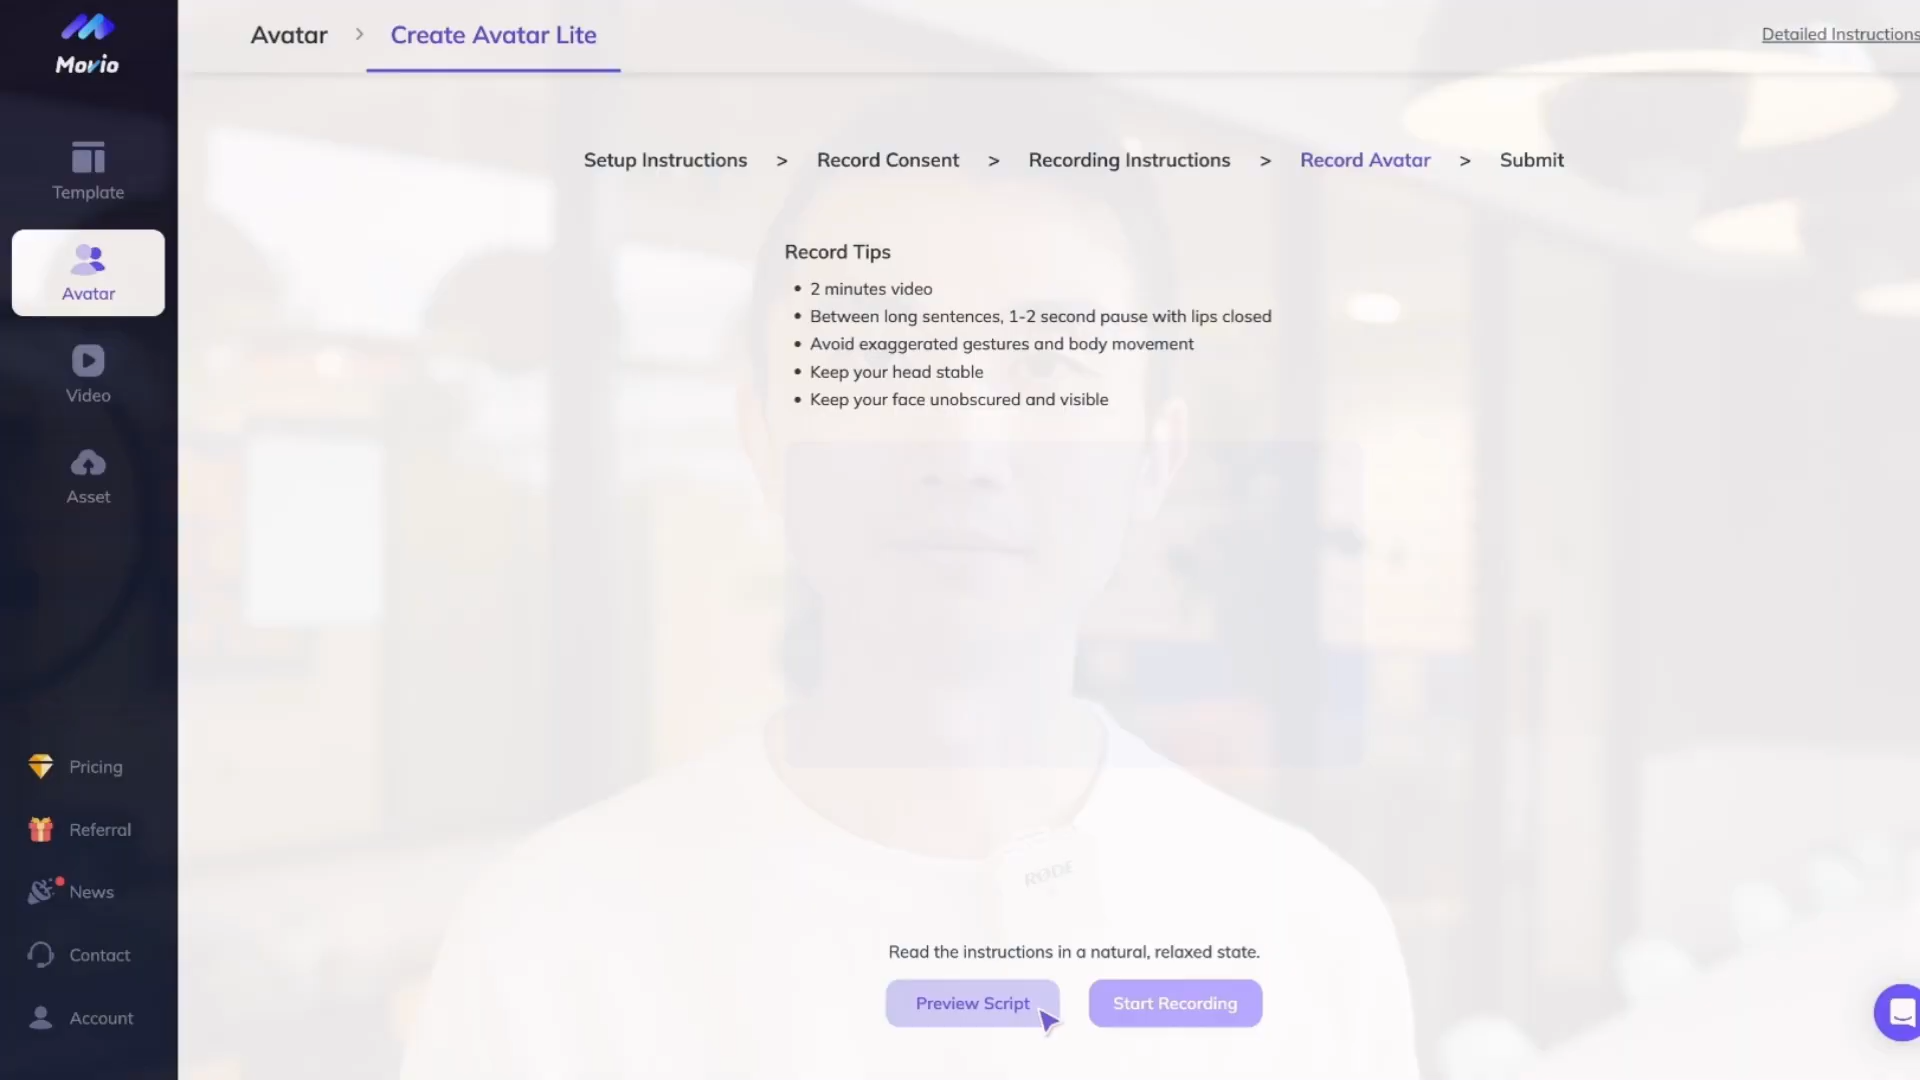 Movio
Avatar > Create Avatar Lite
Detailed Instructions
Template
Avatar
Video
Asset
Pricing
Referral
News
Contact
Account
Setup Instructions > Record Consent > Recording Instructions > Record Avatar > Submit
Record Tips
• 2 minutes video
• Between long sentences, 1-2 second pause with lips closed
• Avoid exaggerated gestures and body movement
• Keep your head stable
• Keep your face unobscured and visible
RØDE
Read the instructions in a natural, relaxed state.
Preview Script
Start Recording